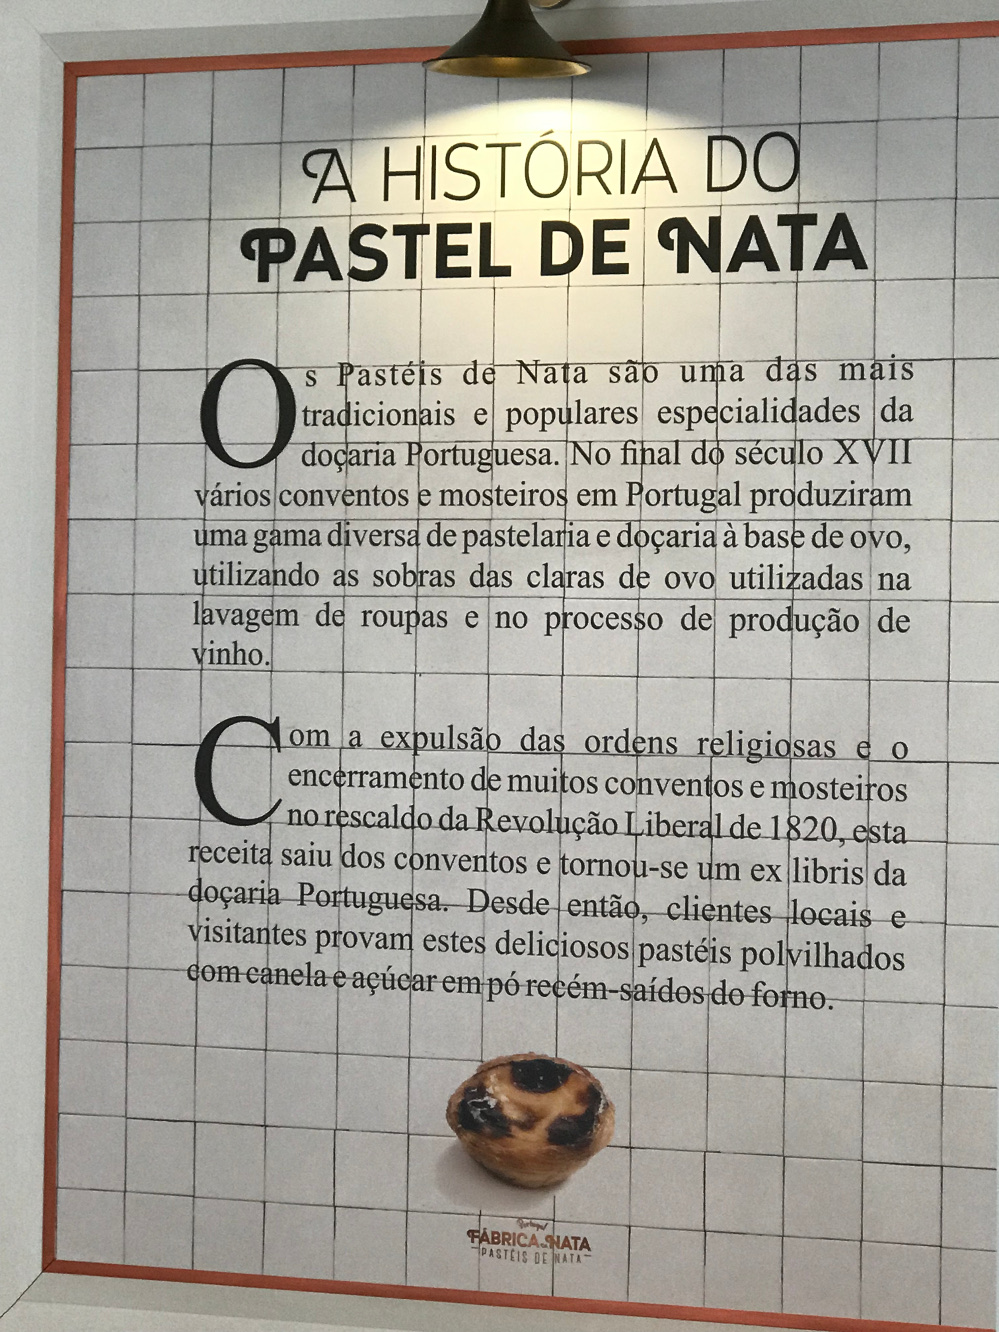 A HISTÓRIA DO
PASTEL DE NATA
Os Pastéis de Nata são uma das mais
tradicionais e populares especialidades da
doçaria Portuguesa. No final do século XVII
vários conventos e mosteiros em Portugal produziram
uma gama diversa de pastelaria e doçaria à base de ovo,
utilizando as sobras das claras de ovo utilizadas na
lavagem de roupas e no processo de produção de
vinho.
Com a expulsão das ordens religiosas e o
encerramento de muitos conventos e mosteiros
no rescaldo da Revolução Liberal de 1820, esta
receita saiu dos conventos e tornou-se um ex libris da
doçaria Portuguesa. Desde então, clientes locais e
visitantes provam estes deliciosos pastéis polvilhados
com canela e açúcar em pó recém-saídos do forno.
Portugal
FÁBRICA DA NATA
PASTÉIS DE NATA